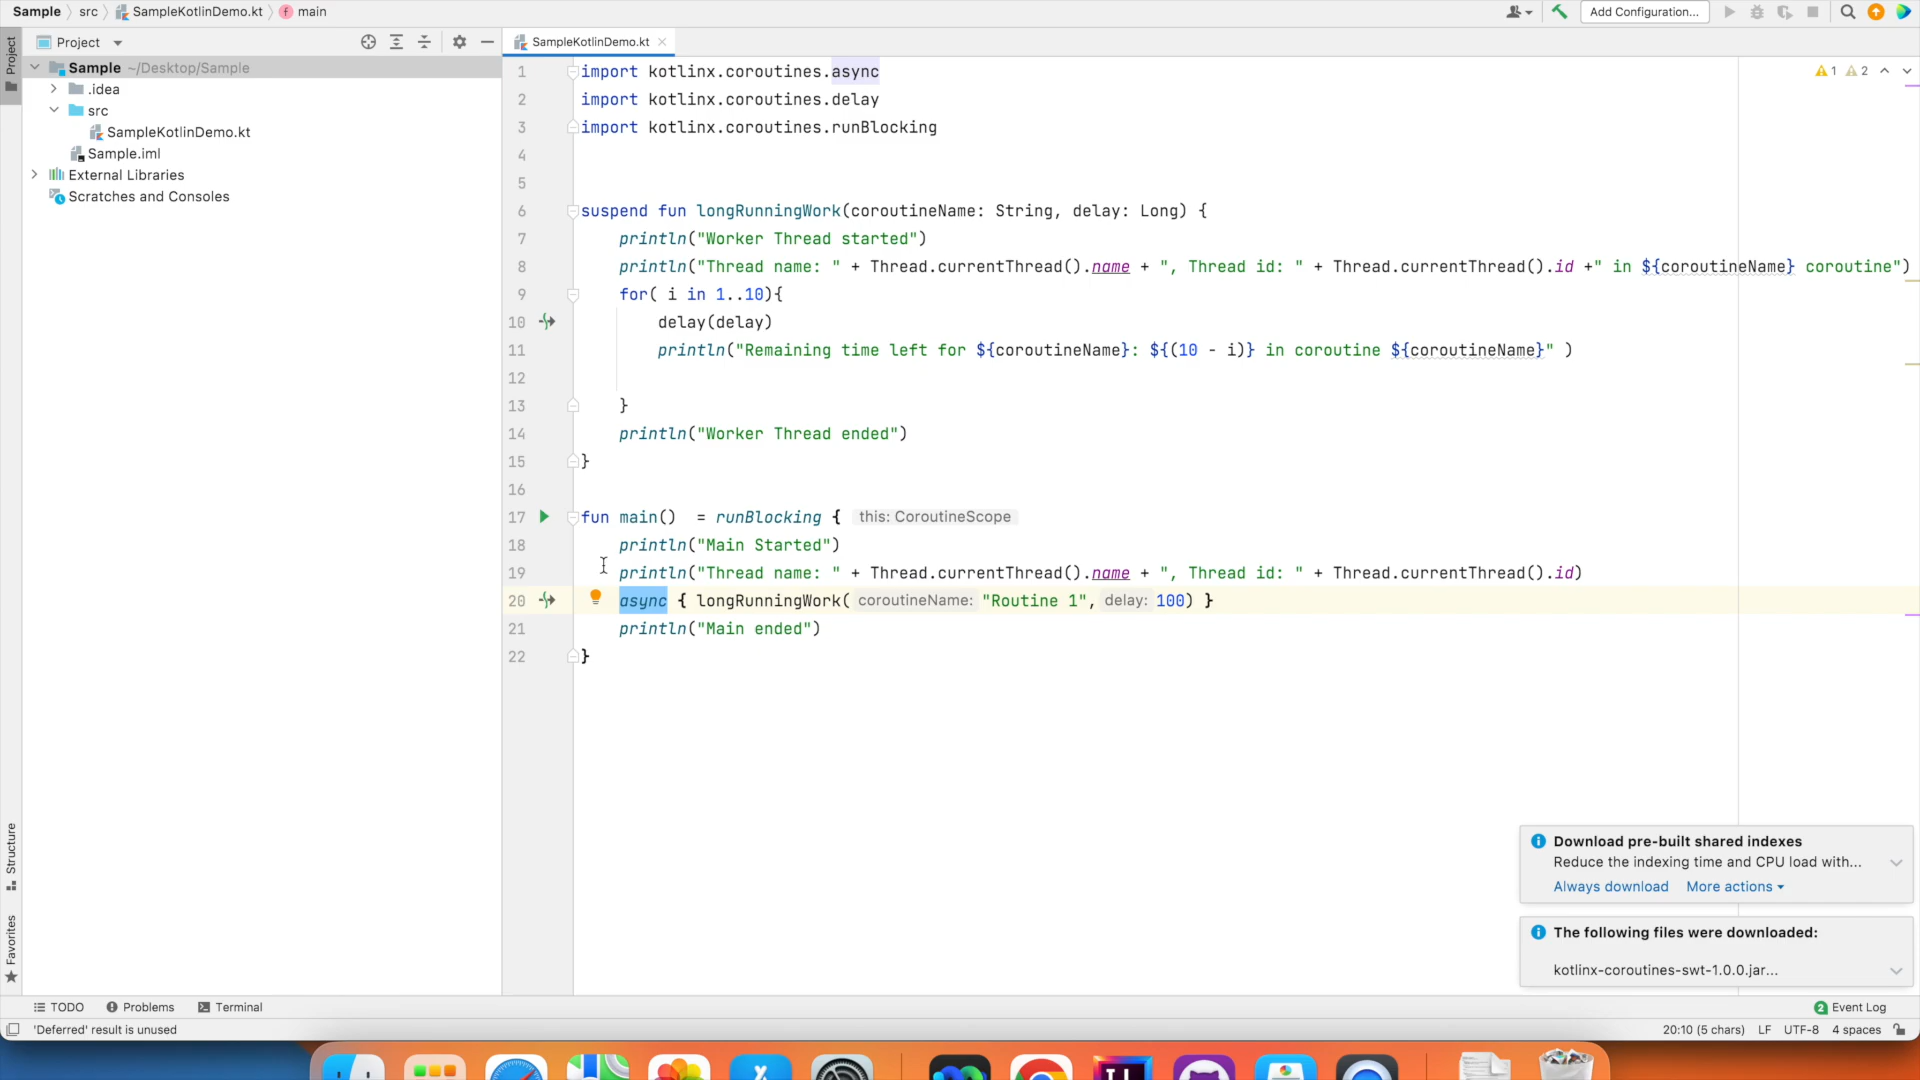 Sample src SampleKotlinDemo.kt main
Add Configuration...
Project
Project
SampleKotlinDemo.kt
Sample ~/Desktop/Sample
.idea
src
SampleKotlinDemo.kt
Sample.iml
External Libraries
Scratches and Consoles
1 import kotlinx.coroutines.async
1 2
2 import kotlinx.coroutines.delay
3 import kotlinx.coroutines.runBlocking
4
5
6 suspend fun longRunningWork(coroutineName: String, delay: Long) {
7 println("Worker Thread started")
8 println("Thread name: " + Thread.currentThread().name + ", Thread id: " + Thread.currentThread().id +" in ${coroutineName} coroutine")
9 for( i in 1..10){
10 delay(delay)
11 println("Remaining time left for ${coroutineName}: ${(10 - i)} in coroutine ${coroutineName}" )
12
13 }
14 println("Worker Thread ended")
15 }
16
17 fun main()  = runBlocking { this: CoroutineScope
18 println("Main Started")
19 println("Thread name: " + Thread.currentThread().name + ", Thread id: " + Thread.currentThread().id)
20 async { longRunningWork( coroutineName: "Routine 1", delay: 100) }
21 println("Main ended")
22 }
Structure
Favorites
Download pre-built shared indexes
Reduce the indexing time and CPU load with...
Always download More actions
The following files were downloaded:
kotlinx-coroutines-swt-1.0.0.jar...
TODO Problems Terminal
2 Event Log
'Deferred' result is unused
20:10 (5 chars) LF UTF-8 4 spaces